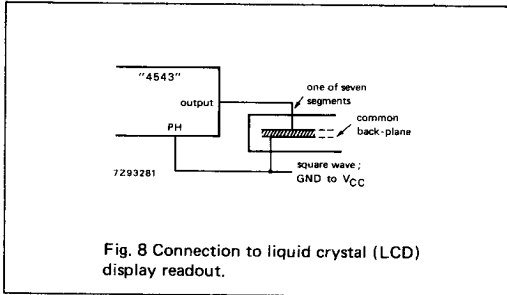 "4543"
output
PH
one of seven
segments
common
back-plane
square wave;
GND to VCC
7Z93281
Fig. 8 Connection to liquid crystal (LCD)
display readout.